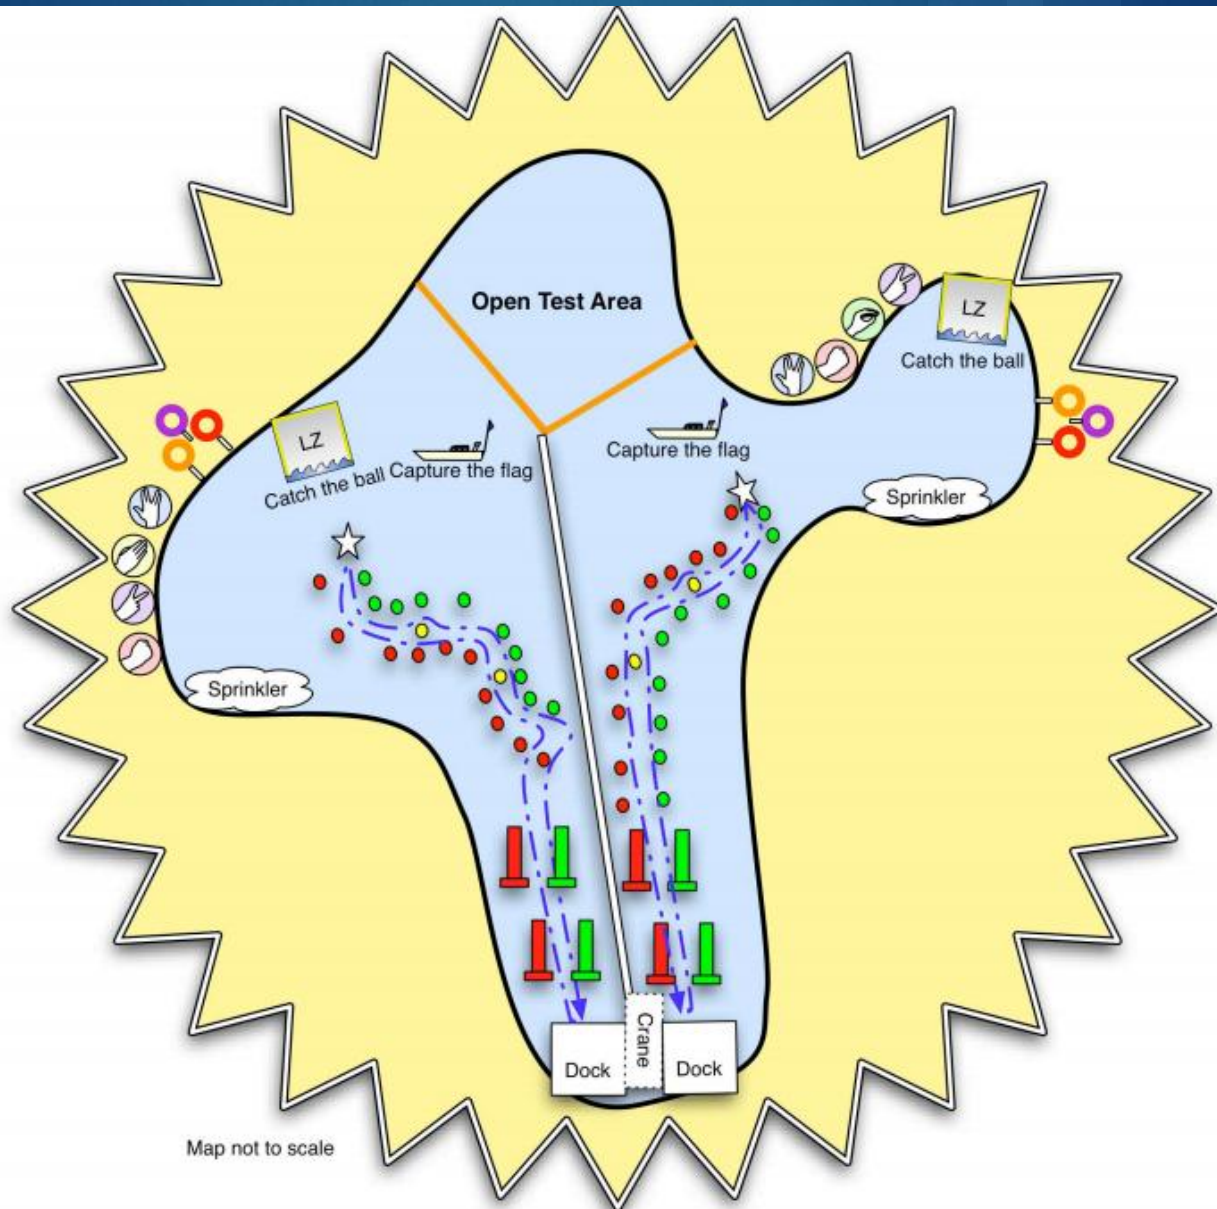 Open Test Area
LZ
Catch the ball
LZ
Catch the ball
Capture the flag
Capture the flag
Sprinkler
Sprinkler
Crane
Dock
Dock
Map not to scale